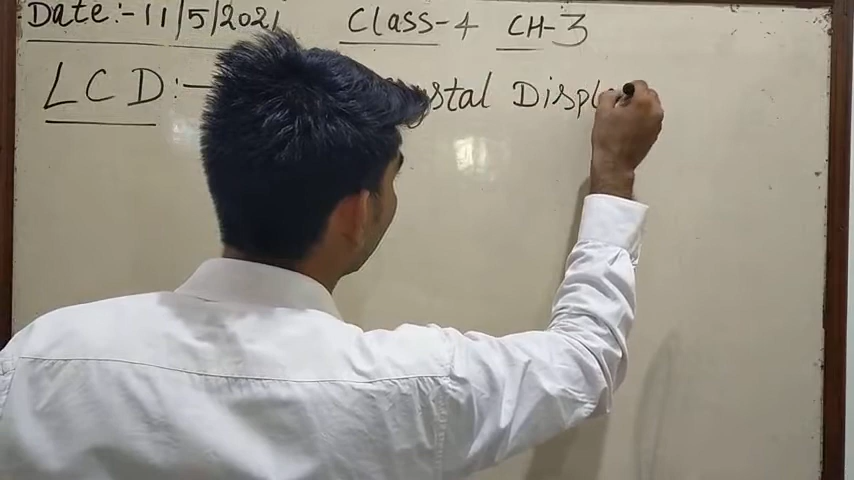 Date:- 11/5/2021 Class-4 CH-3
LCD:- stal Displ